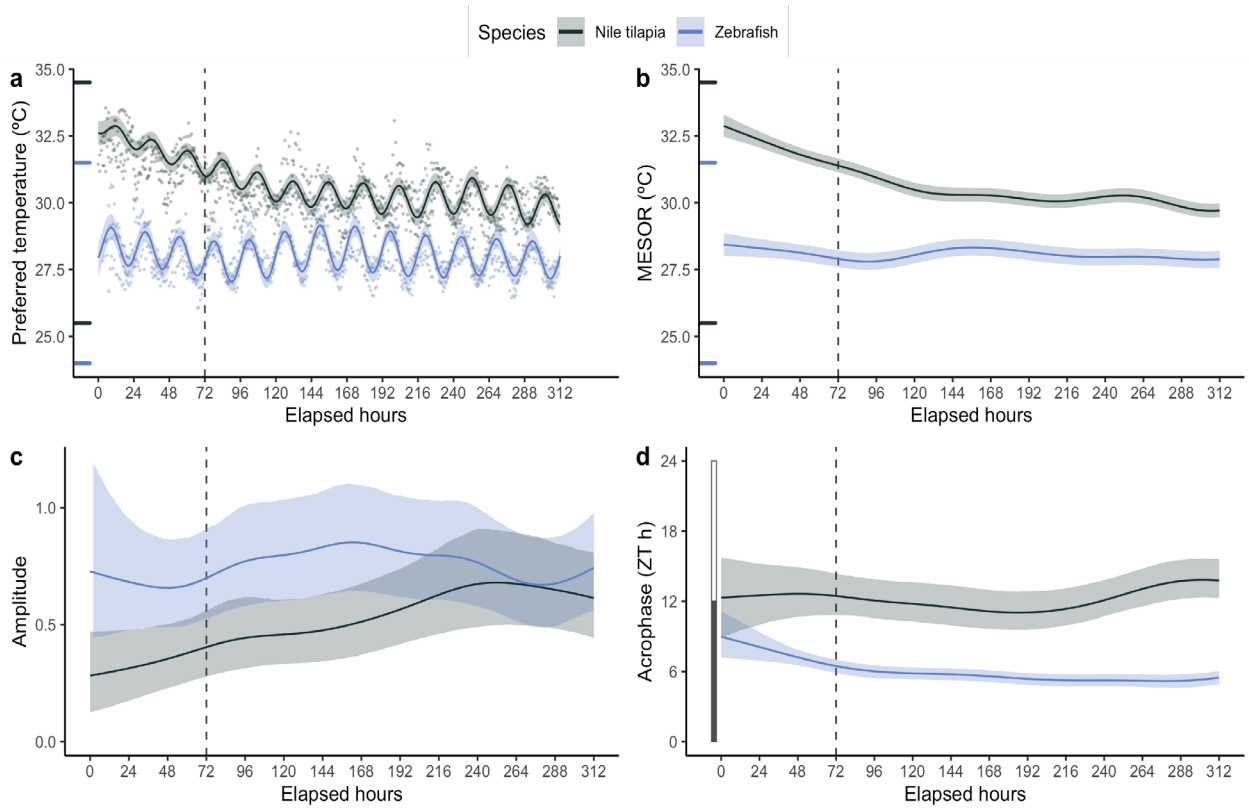 Species Nile tilapia Zebrafish
a
35.0
32.5
30.0
27.5
25.0
Preferred temperature (ºC)
0 24 48 72 96 120 144 168 192 216 240 264 288 312
Elapsed hours
b
35.0
32.5
30.0
27.5
25.0
MESOR (ºC)
0 24 48 72 96 120 144 168 192 216 240 264 288 312
Elapsed hours
c
1.0
0.5
0.0
Amplitude
0 24 48 72 96 120 144 168 192 216 240 264 288 312
Elapsed hours
d
24
18
12
6
0
Acrophase (ZT h)
0 24 48 72 96 120 144 168 192 216 240 264 288 312
Elapsed hours